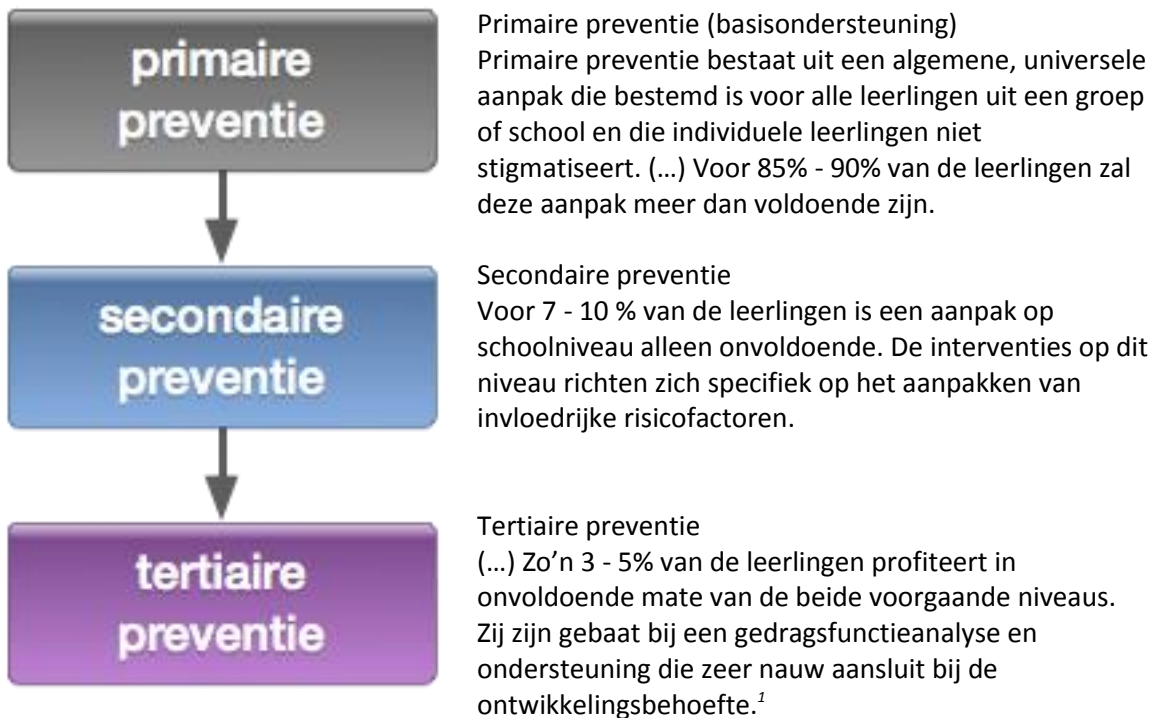 primaire
preventie
Primaire preventie (basisondersteuning)
Primaire preventie bestaat uit een algemene, universele
aanpak die bestemd is voor alle leerlingen uit een groep
of school en die individuele leerlingen niet
stigmatiseert. (…) Voor 85% - 90% van de leerlingen zal
deze aanpak meer dan voldoende zijn.
secondaire
preventie
Secondaire preventie
Voor 7 - 10 % van de leerlingen is een aanpak op
schoolniveau alleen onvoldoende. De interventies op dit
niveau richten zich specifiek op het aanpakken van
invloedrijke risicofactoren.
tertiaire
preventie
Tertiaire preventie
(…) Zo’n 3 - 5% van de leerlingen profiteert in
onvoldoende mate van de beide voorgaande niveaus.
Zij zijn gebaat bij een gedragsfunctieanalyse en
ondersteuning die zeer nauw aansluit bij de
ontwikkelingsbehoefte.¹